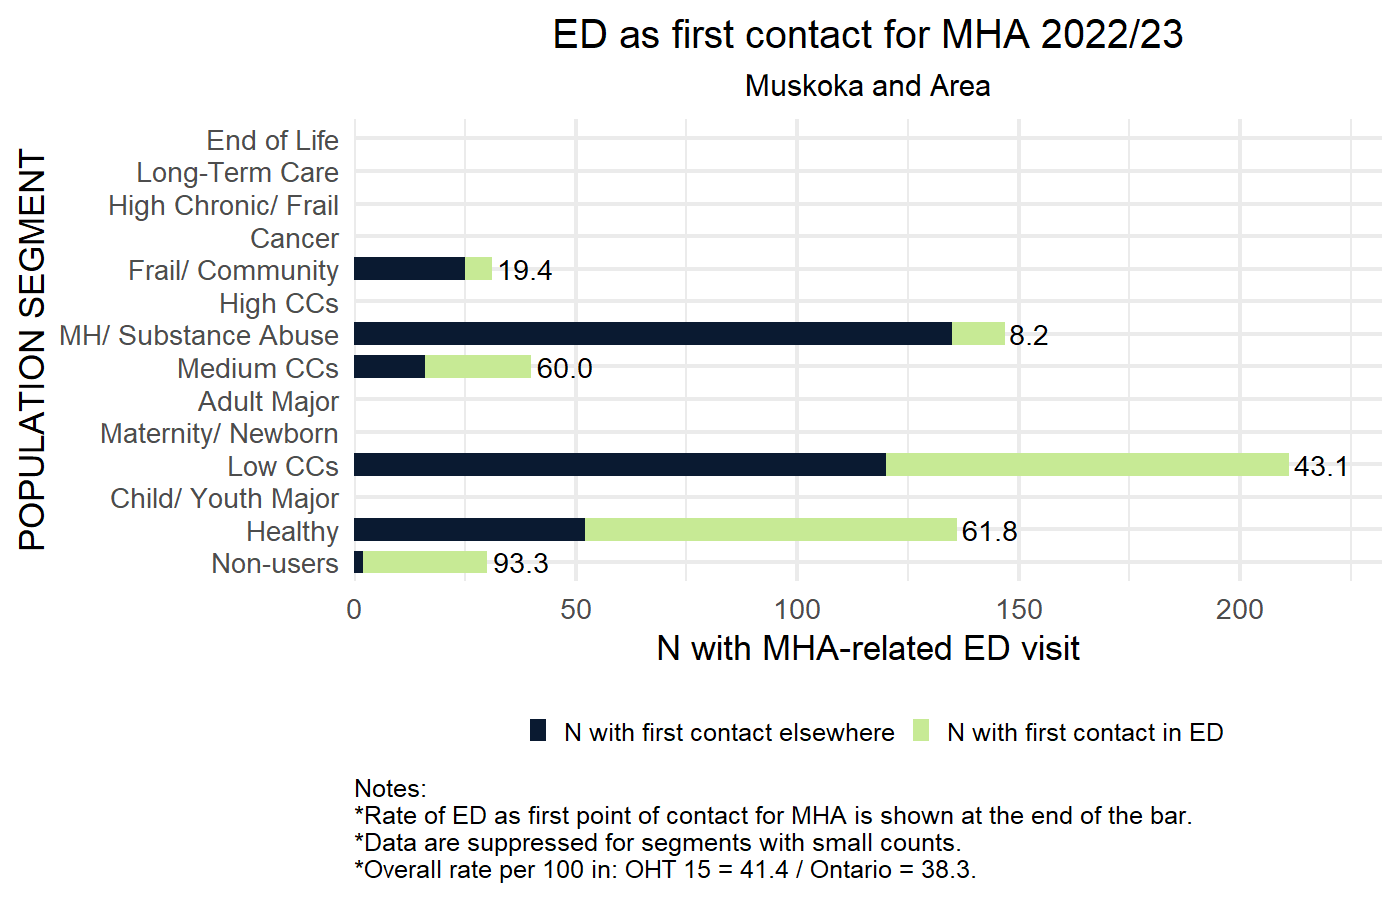 ED as first contact for MHA 2022/23
Muskoka and Area
POPULATION SEGMENT
End of Life
Long-Term Care
High Chronic/ Frail
Cancer
Frail/ Community 19.4
High CCs
MH/ Substance Abuse 8.2
Medium CCs 60.0
Adult Major
Maternity/ Newborn
Low CCs 43.1
Child/ Youth Major
Healthy 61.8
Non-users 93.3
0 50 100 150 200
N with MHA-related ED visit
N with first contact elsewhere N with first contact in ED
Notes:
*Rate of ED as first point of contact for MHA is shown at the end of the bar.
*Data are suppressed for segments with small counts.
*Overall rate per 100 in: OHT 15 = 41.4 / Ontario = 38.3.